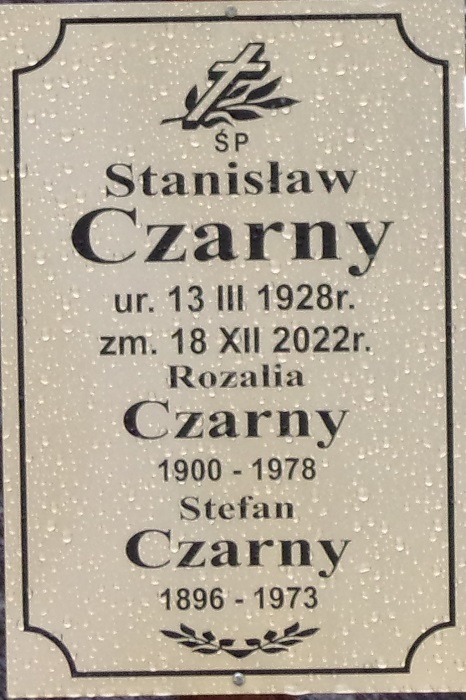 ŚP
Stanisław
Czarny
ur. 13 III 1928r.
zm. 18 XII 2022r.
Rozalia
Czarny
1900 - 1978
Stefan
Czarny
1896 - 1973